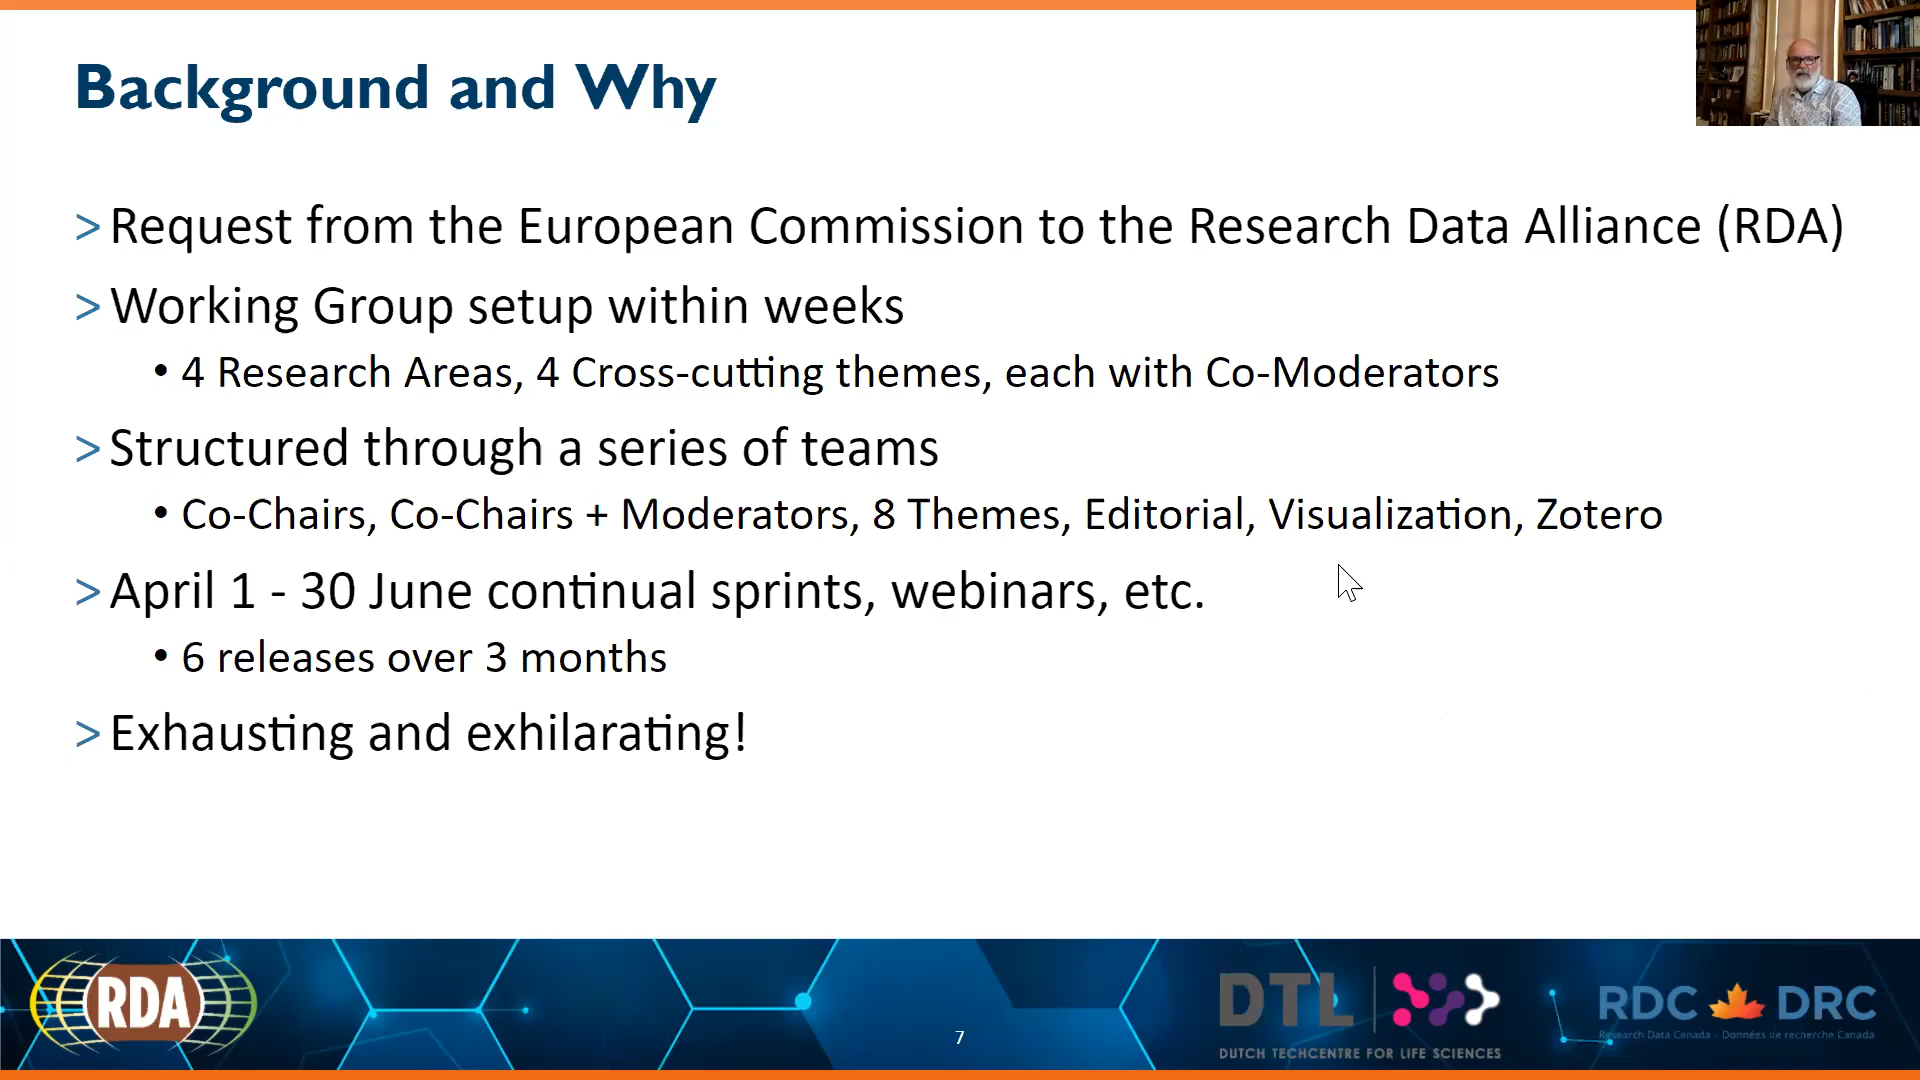 Background and Why
> Request from the European Commission to the Research Data Alliance (RDA)
> Working Group setup within weeks
• 4 Research Areas, 4 Cross-cutting themes, each with Co-Moderators
> Structured through a series of teams
• Co-Chairs, Co-Chairs + Moderators, 8 Themes, Editorial, Visualization, Zotero
> April 1 - 30 June continual sprints, webinars, etc.
• 6 releases over 3 months
> Exhausting and exhilarating!
RDA
7
DTL
DUTCH TECHCENTRE FOR LIFE SCIENCES
RDC DRC
Research Data Canada - Données de recherche Canada